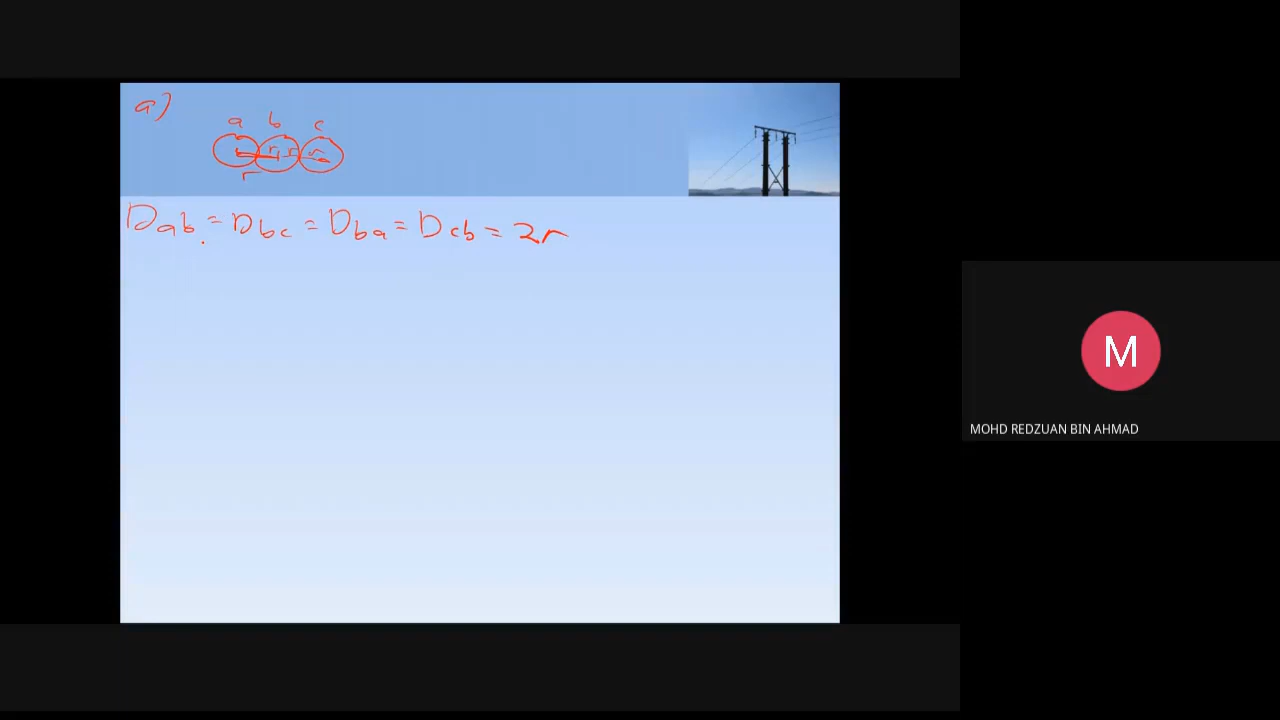 a)
a b c
r r r
r
Dab = Dbc = Dba = Dcb = 2r
M
MOHD REDZUAN BIN AHMAD